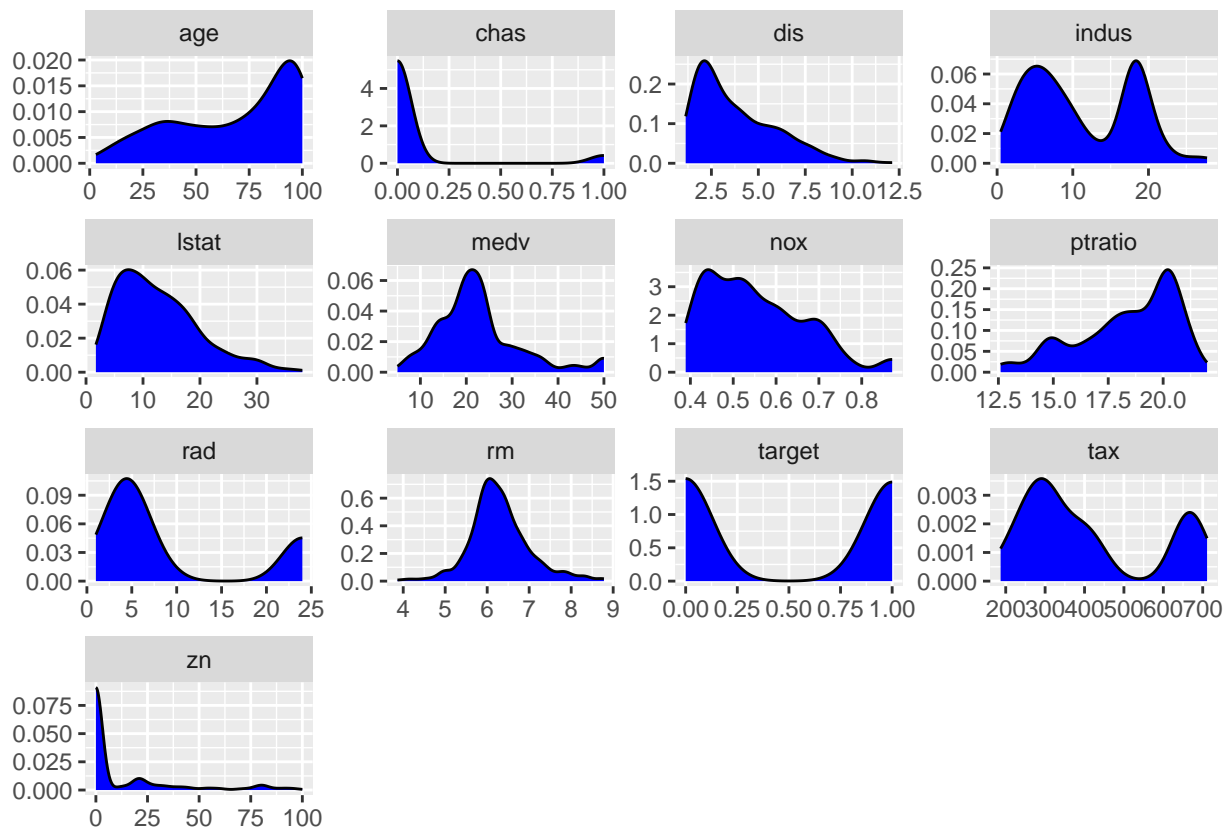 age chas dis indus
0.020 0.015 0.010 0.005 0.000
4 2 0
0.2 0.1 0.0
0.06 0.04 0.02 0.00
0 25 50 75 100
0.00 0.25 0.50 0.75 1.00
2.5 5.0 7.5 10.0 12.5
0 10 20
lstat medv nox ptratio
0.06 0.04 0.02 0.00
0.06 0.04 0.02 0.00
3 2 1 0
0.25 0.20 0.15 0.10 0.05 0.00
0 10 20 30
10 20 30 40 50
0.4 0.5 0.6 0.7 0.8
12.5 15.0 17.5 20.0
rad rm target tax
0.09 0.06 0.03 0.00
0.6 0.4 0.2 0.0
1.5 1.0 0.5 0.0
0.003 0.002 0.001 0.000
0 5 10 15 20 25
4 5 6 7 8 9
0.00 0.25 0.50 0.75 1.00
200 300 400 500 600 700
zn
0.075 0.050 0.025 0.000
0 25 50 75 100